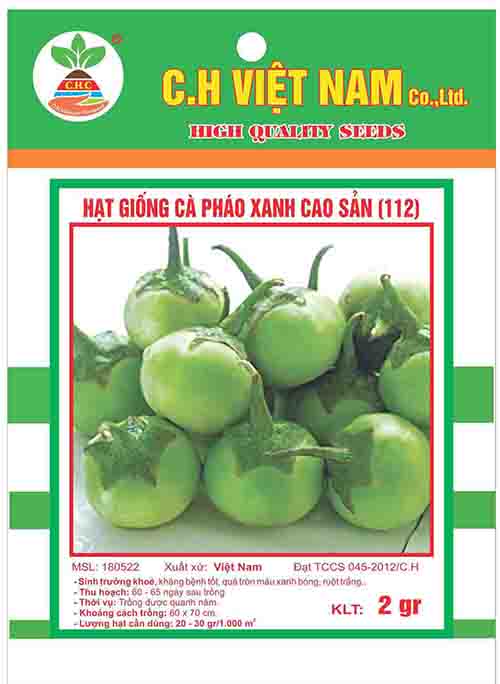 C.H.C
C.H VIỆT NAM Co.,Ltd.
HIGH QUALITY SEEDS
HẠT GIỐNG CÀ PHÁO XANH CAO SẢN (112)
MSL: 180522 Xuất xứ: Việt Nam Đạt TCCS 045-2012/C.H
- Sinh trưởng khoẻ, kháng bệnh tốt, quả tròn màu xanh bóng, ruột trắng..
- Thu hoạch: 60 - 65 ngày sau trồng
- Thời vụ: Trồng được quanh năm.
- Khoảng cách trồng: 60 x 70 cm.
- Lượng hạt cần dùng: 20 - 30 gr/1.000 m²
KLT: 2 gr